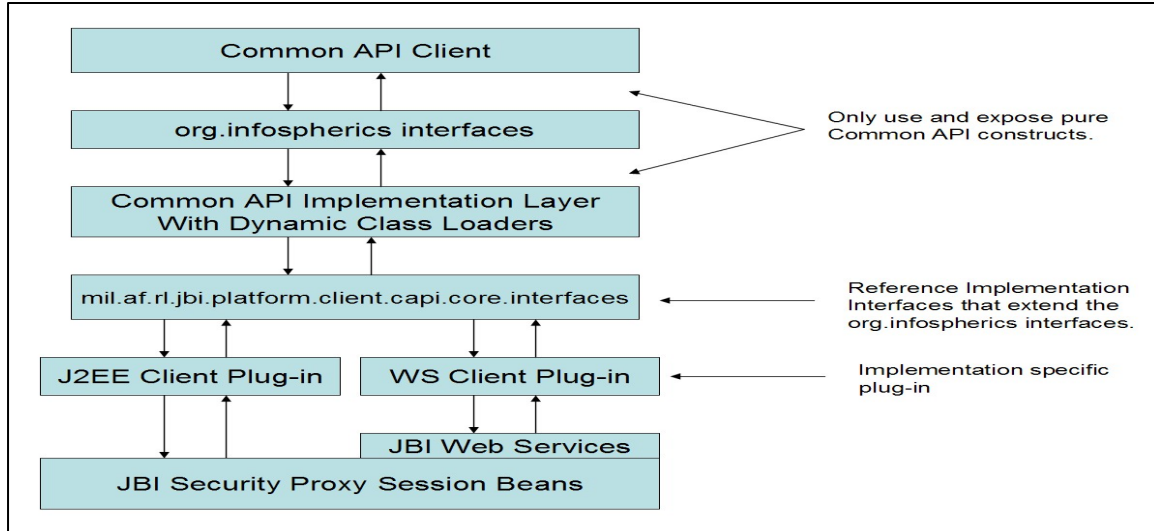 Common API Client
Only use and expose pure
Common API constructs.
org.infospherics interfaces
Common API Implementation Layer
With Dynamic Class Loaders
mil.af.rl.jbi.platform.client.capi.core.interfaces
Reference Implementation
Interfaces that extend the
org.infospherics interfaces.
J2EE Client Plug-in
WS Client Plug-in
Implementation specific
plug-in
JBI Web Services
JBI Security Proxy Session Beans